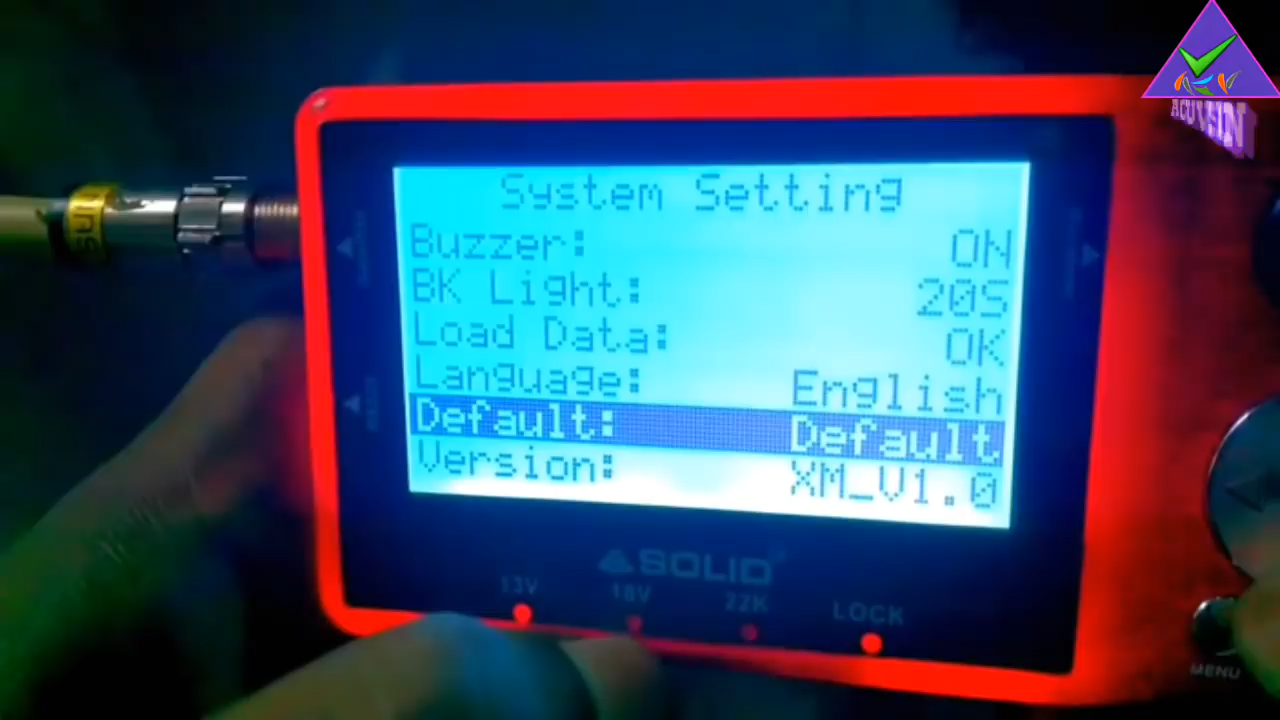 System Setting
Buzzer: ON
BK Light: 20S
Load Data: OK
Language: English
Default: Default
Version: XM_V1.0
SOLID
13V 18V 22K LOCK
MENU